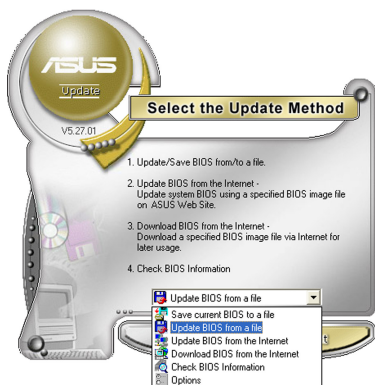 ASUS
Update
V5.27.01
Select the Update Method
1. Update/Save BIOS from/to a file.
2. Update BIOS from the Internet -
Update system BIOS using a specified BIOS image file
on ASUS Web Site.
3. Download BIOS from the Internet -
Download a specified BIOS image file via Internet for
later usage.
4. Check BIOS Information
Update BIOS from a file
Save current BIOS to a file
Update BIOS from a file
Update BIOS from the Internet
Download BIOS from the Internet
Check BIOS Information
Options